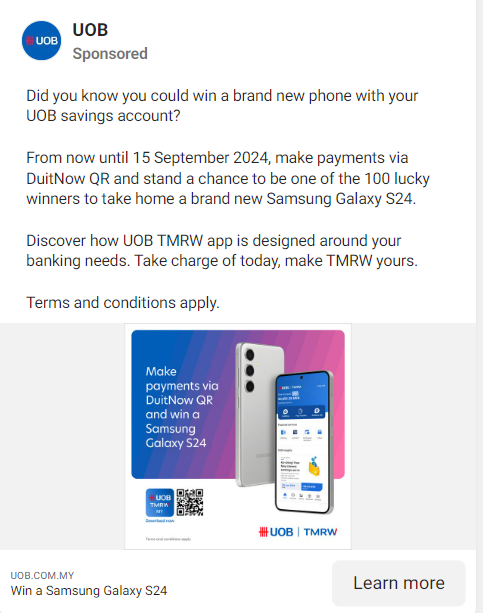 UOB
UOB
Sponsored
Did you know you could win a brand new phone with your
UOB savings account?
From now until 15 September 2024, make payments via
DuitNow QR and stand a chance to be one of the 100 lucky
winners to take home a brand new Samsung Galaxy S24.
Discover how UOB TMRW app is designed around your
banking needs. Take charge of today, make TMRW yours.
Terms and conditions apply.
Make
payments via
DuitNow QR
and win a
Samsung
Galaxy S24
UOB
TMRW
MY
Download now
Terms and conditions apply.
UOB | TMRW
UOB.COM.MY
Win a Samsung Galaxy S24
Learn more